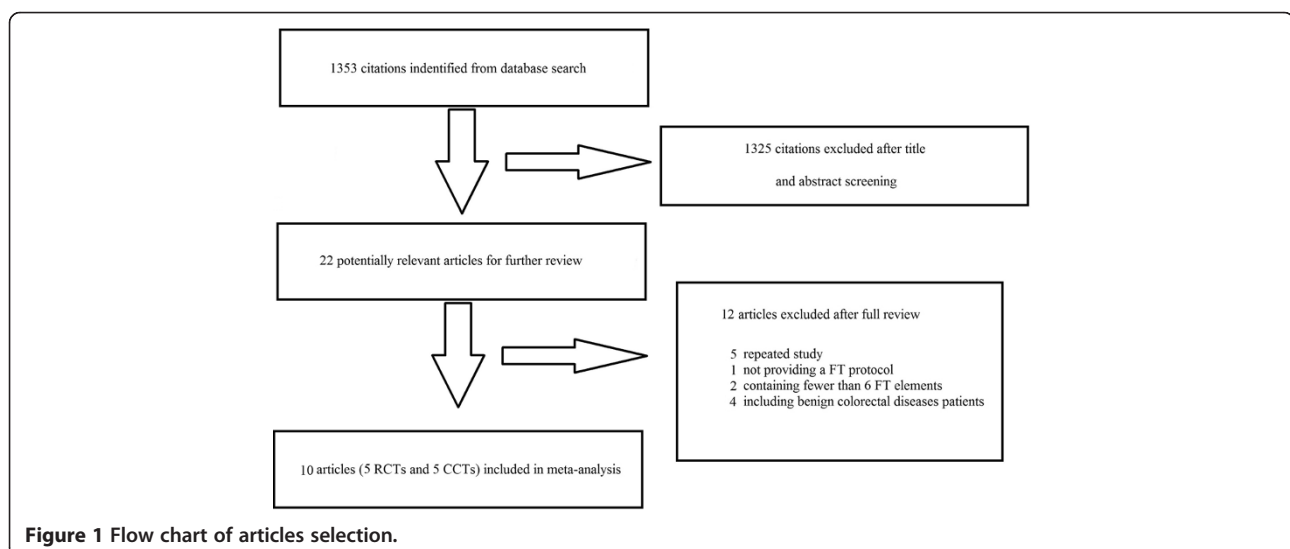 1353 citations indentified from database search
1325 citations excluded after title
and abstract screening
22 potentially relevant articles for further review
12 articles excluded after full review
5 repeated study
1 not providing a FT protocol
2 containing fewer than 6 FT elements
4 including benign colorectal diseases patients
10 articles (5 RCTs and 5 CCTs) included in meta-analysis
Figure 1 Flow chart of articles selection.